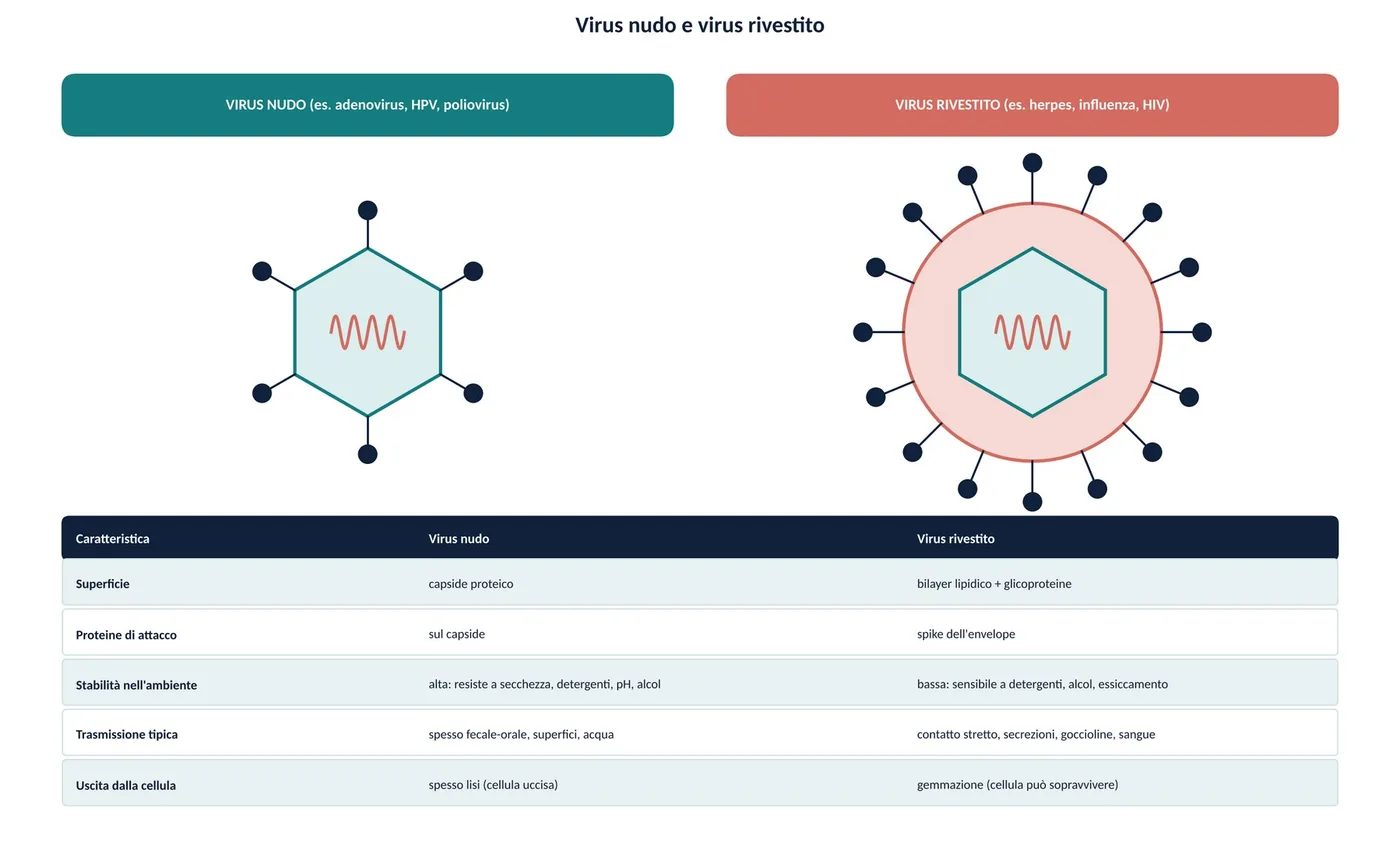 Virus nudo e virus rivestito
VIRUS NUDO (es. adenovirus, HPV, poliovirus)
VIRUS RIVESTITO (es. herpes, influenza, HIV)
Caratteristica Virus nudo Virus rivestito
Superficie capside proteico bilayer lipidico + glicoproteine
Proteine di attacco sul capside spike dell'envelope
Stabilità nell'ambiente alta: resiste a secchezza, detergenti, pH, alcol bassa: sensibile a detergenti, alcol, essiccamento
Trasmissione tipica spesso fecale-orale, superfici, acqua contatto stretto, secrezioni, goccioline, sangue
Uscita dalla cellula spesso lisi (cellula uccisa) gemmazione (cellula può sopravvivere)